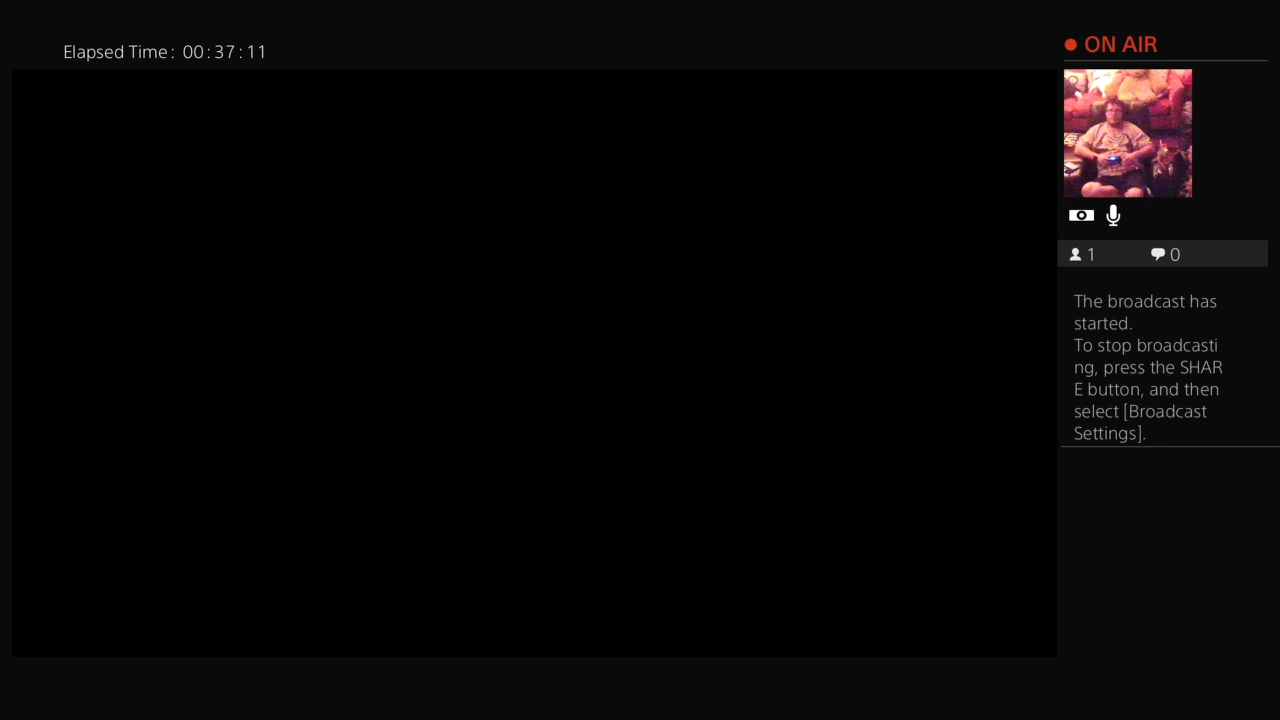 Elapsed Time: 00:37:11
ON AIR
1
0
The broadcast has
started.
To stop broadcasti
ng, press the SHAR
E button, and then
select [Broadcast
Settings].